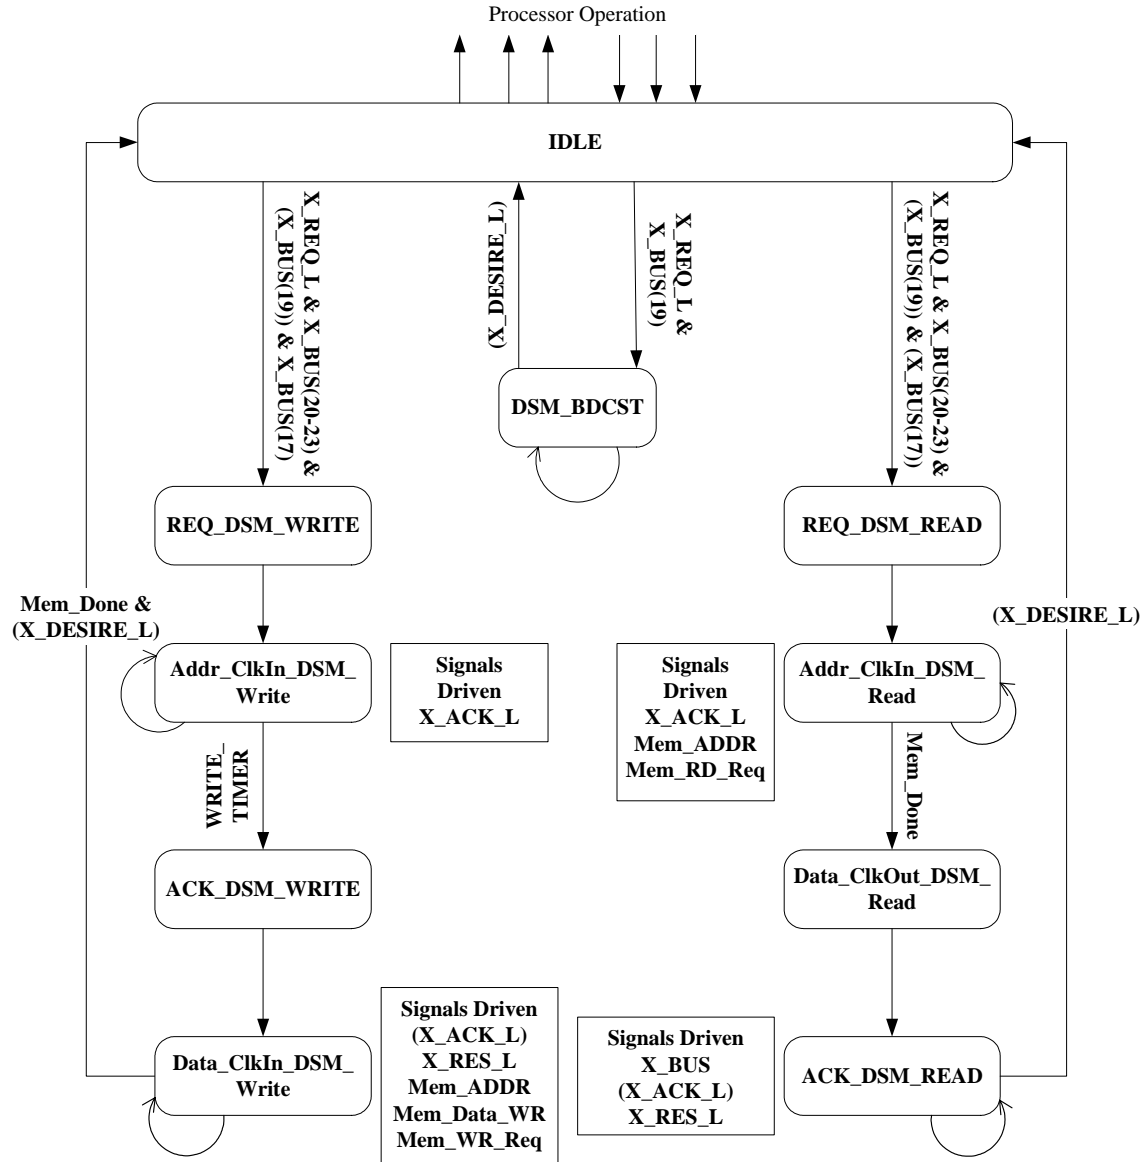 Processor Operation
IDLE
X_REQ_L & X_BUS(20-23) &
(X_BUS(19)) & X_BUS(17)
(X_DESIRE_L)
X_REQ_L &
X_BUS(19)
X_REQ_L & X_BUS(20-23) &
(X_BUS(19)) & (X_BUS(17))
DSM_BDCST
REQ_DSM_WRITE
REQ_DSM_READ
Mem_Done &
(X_DESIRE_L)
(X_DESIRE_L)
Addr_ClkIn_DSM_
Write
Signals
Driven
X_ACK_L
Signals
Driven
X_ACK_L
Mem_ADDR
Mem_RD_Req
Addr_ClkIn_DSM_
Read
WRITE_
TIMER
Mem_Done
ACK_DSM_WRITE
Data_ClkOut_DSM_
Read
Data_ClkIn_DSM_
Write
Signals Driven
(X_ACK_L)
X_RES_L
Mem_ADDR
Mem_Data_WR
Mem_WR_Req
Signals Driven
X_BUS
(X_ACK_L)
X_RES_L
ACK_DSM_READ